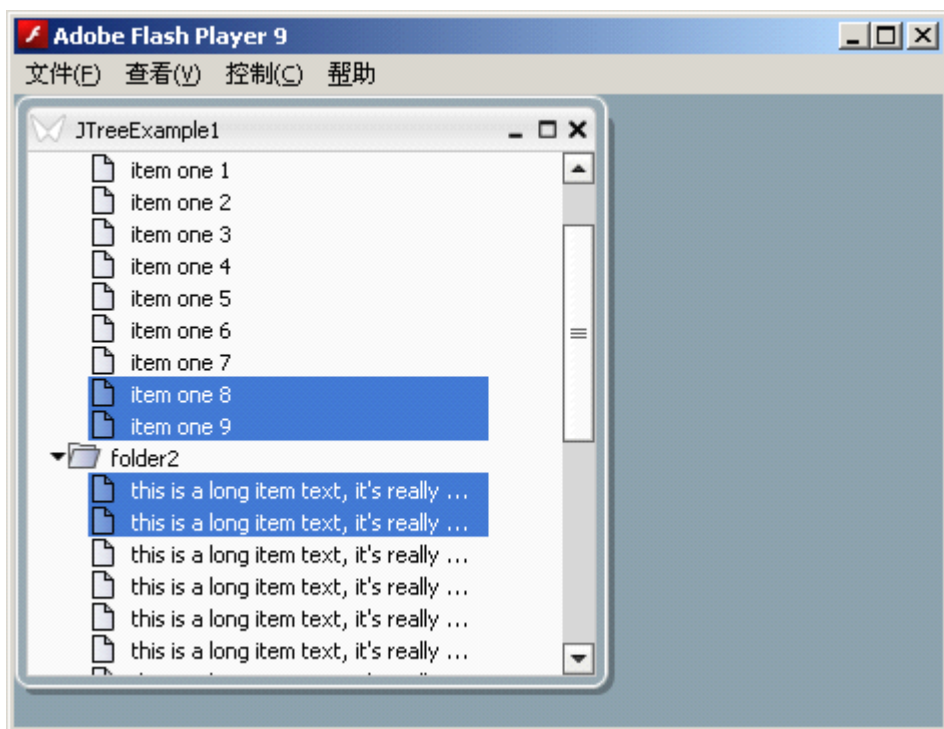 Adobe Flash Player 9
文件(F) 查看(V) 控制(C) 帮助
JTreeExample1
item one 1
item one 2
item one 3
item one 4
item one 5
item one 6
item one 7
item one 8
item one 9
folder2
this is a long item text, it's really ...
this is a long item text, it's really ...
this is a long item text, it's really ...
this is a long item text, it's really ...
this is a long item text, it's really ...
this is a long item text, it's really ...